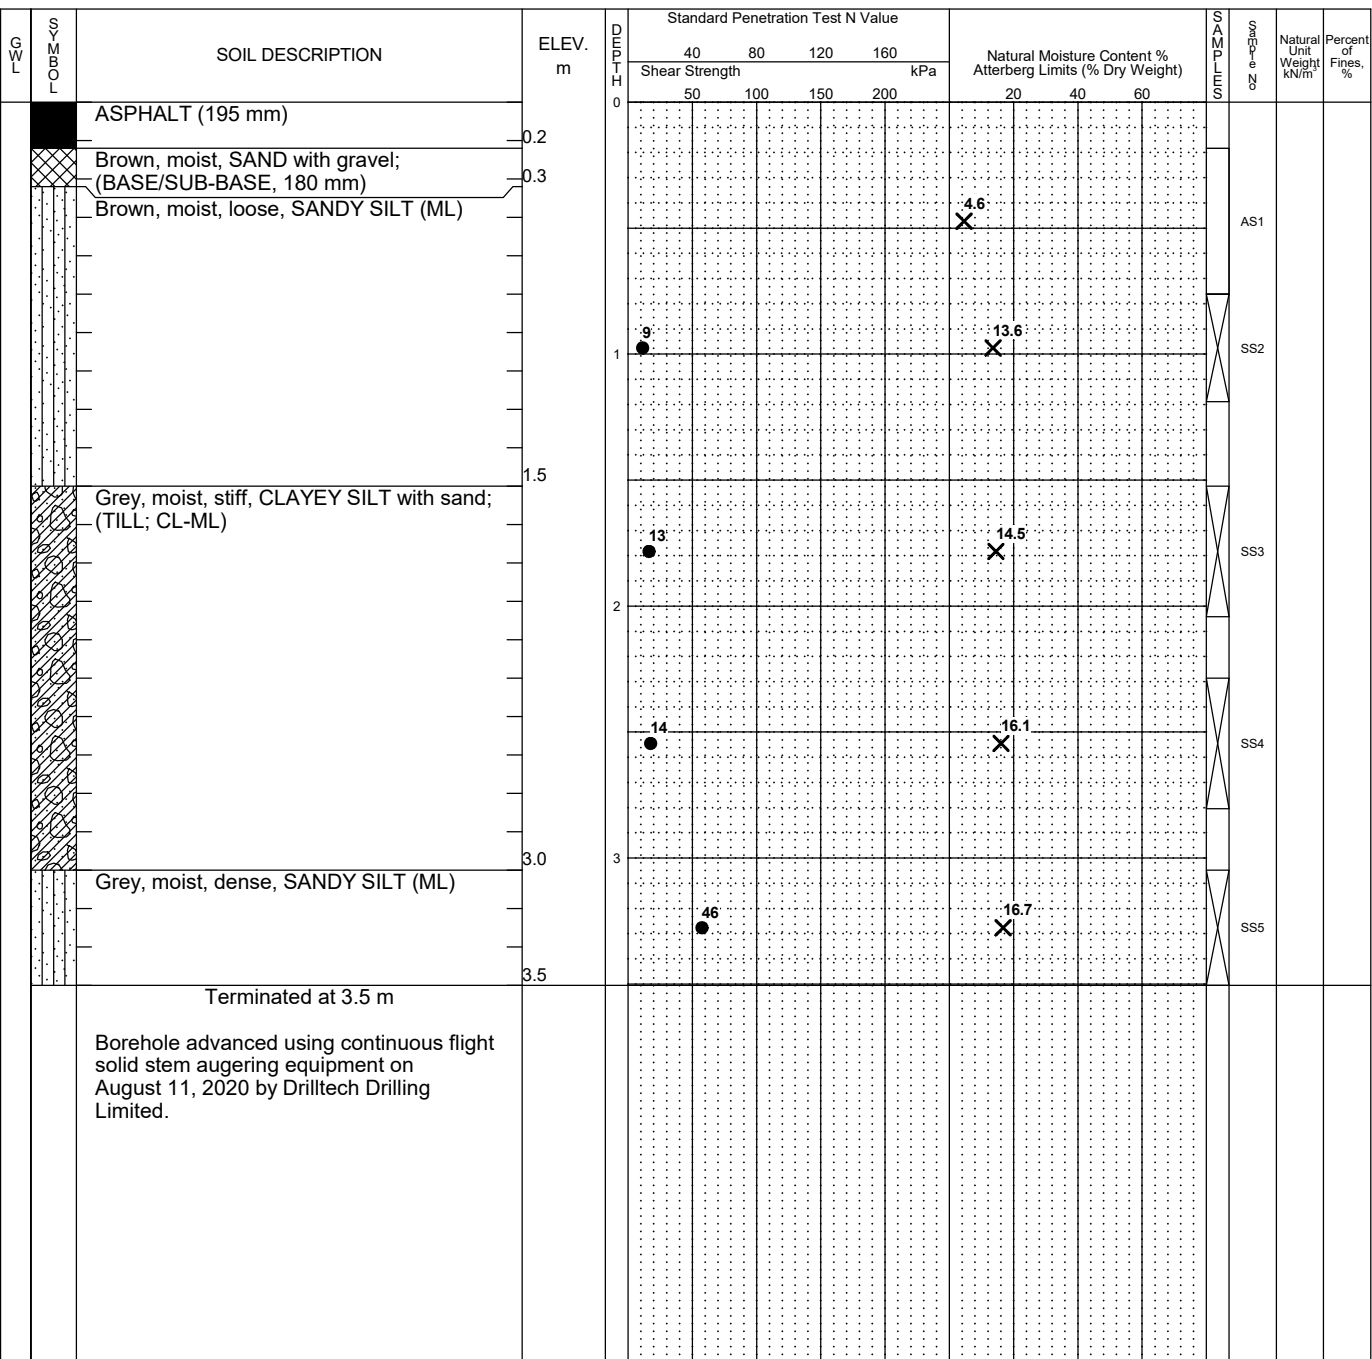 GWL
SYMBOL
SOIL DESCRIPTION
ELEV.
m
DEPTH
Standard Penetration Test N Value
40 80 120 160
Shear Strength kPa
50 100 150 200
Natural Moisture Content %
Atterberg Limits (% Dry Weight)
20 40 60
SAMPLES
Sample No
Natural
Unit
Weight
kN/m³
Percent
of
Fines,
%
0
ASPHALT (195 mm)
0.2
Brown, moist, SAND with gravel;
(BASE/SUB-BASE, 180 mm)
0.3
Brown, moist, loose, SANDY SILT (ML)
4.6
AS1
9
13.6
1
SS2
1.5
Grey, moist, stiff, CLAYEY SILT with sand;
(TILL; CL-ML)
13
14.5
SS3
2
14
16.1
SS4
3.0
3
Grey, moist, dense, SANDY SILT (ML)
46
16.7
SS5
3.5
Terminated at 3.5 m
Borehole advanced using continuous flight
solid stem augering equipment on
August 11, 2020 by Drilltech Drilling
Limited.